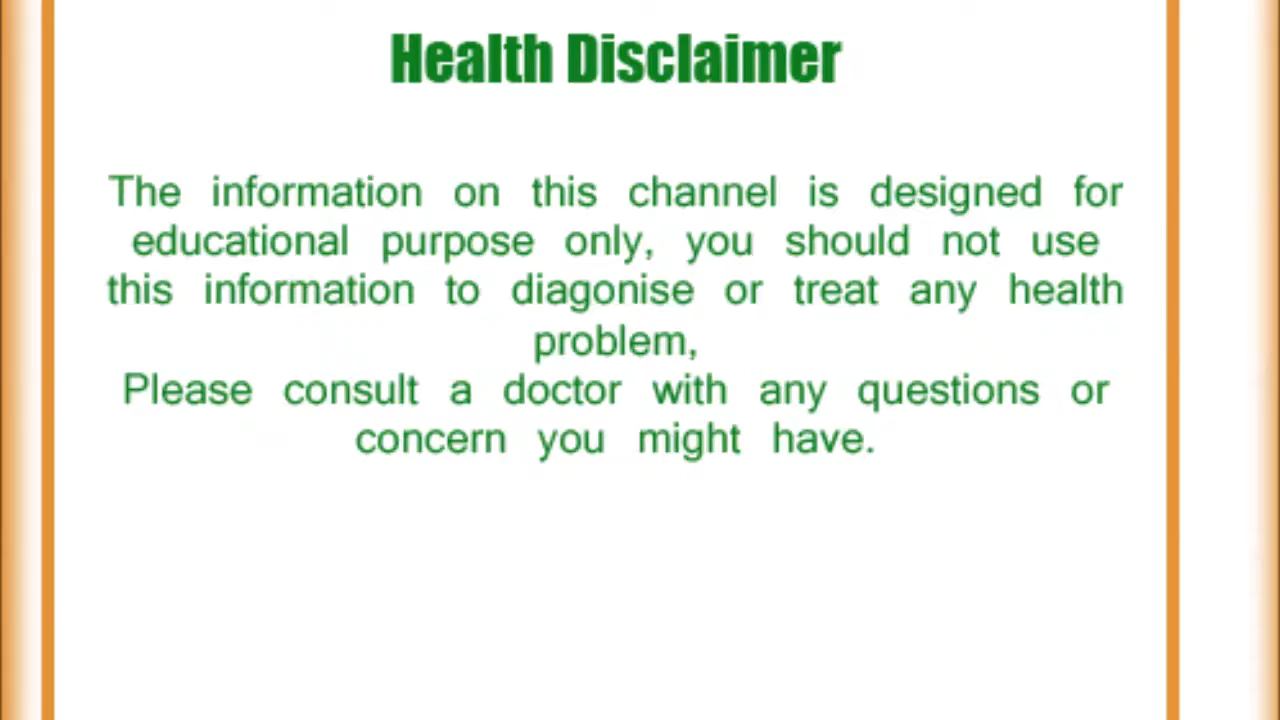 Health Disclaimer
The information on this channel is designed for
educational purpose only, you should not use
this information to diagonise or treat any health
problem,
Please consult a doctor with any questions or
concern you might have.